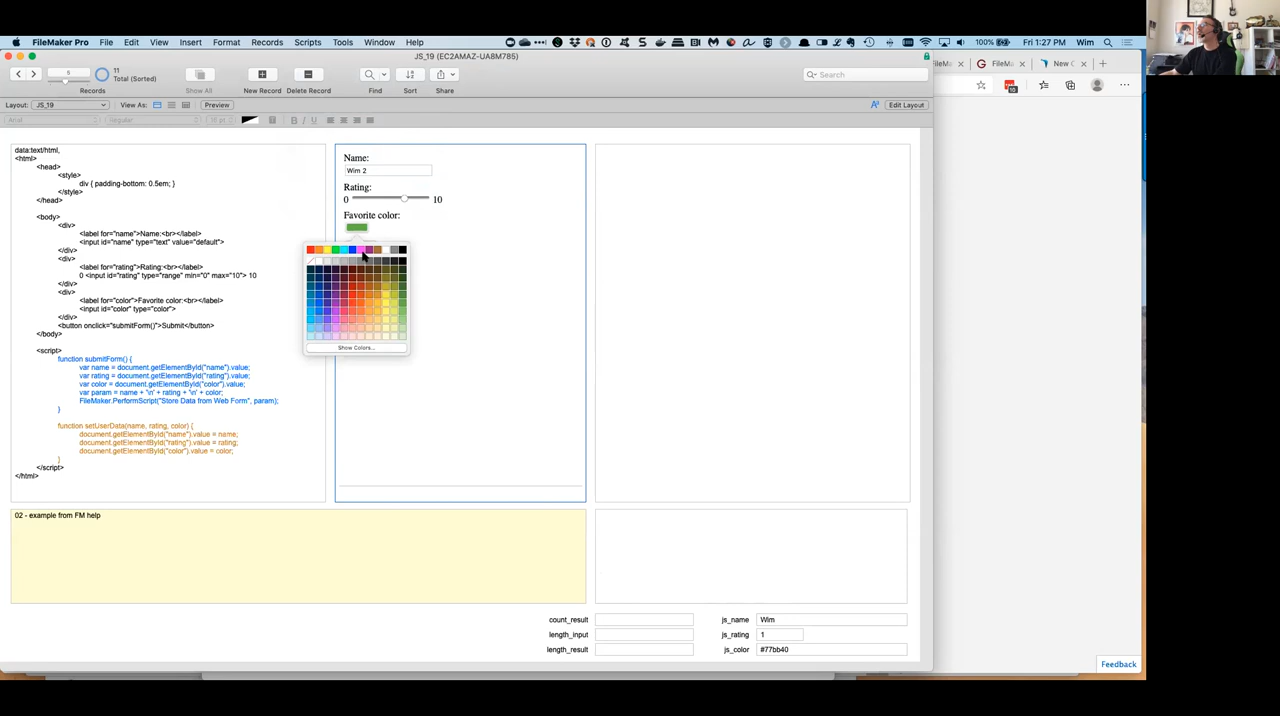 FileMaker Pro File Edit View Insert Format Records Scripts Tools Window Help
100% Fri 1:27 PM Wim
JS_19 (EC2AMAZ-UA8M785)
5 11
Total (Sorted)
Records Show All New Record Delete Record Find Sort Share
Search
Layout: JS_19 View As: Preview Edit Layout
Arial Regular B I U
FileMa New C
10
data:text/html,
<html>
<head>
<style>
div { padding-bottom: 0.5em; }
</style>
</head>
<body>
<div>
<label for="name">Name:<br></label>
<input id="name" type="text" value="default">
</div>
<div>
<label for="rating">Rating:<br></label>
0 <input id="rating" type="range" min="0" max="10"> 10
</div>
<div>
<label for="color">Favorite color:<br></label>
<input id="color" type="color">
</div>
<button onclick="submitForm()">Submit</button>
</body>
<script>
function submitForm() {
var name = document.getElementById("name").value;
var rating = document.getElementById("rating").value;
var color = document.getElementById("color").value;
var param = name + '\n' + rating + '\n' + color;
FileMaker.PerformScript("Store Data from Web Form", param);
}
function setUserData(name, rating, color) {
document.getElementById("name").value = name;
document.getElementById("rating").value = rating;
document.getElementById("color").value = color;
}
</script>
</html>
Name:
Wim 2
Rating:
0 10
Favorite color:
Show Colors...
02 - example from FM help
count_result
length_input
length_result
js_name Wim
js_rating 1
js_color #77bb40
Feedback